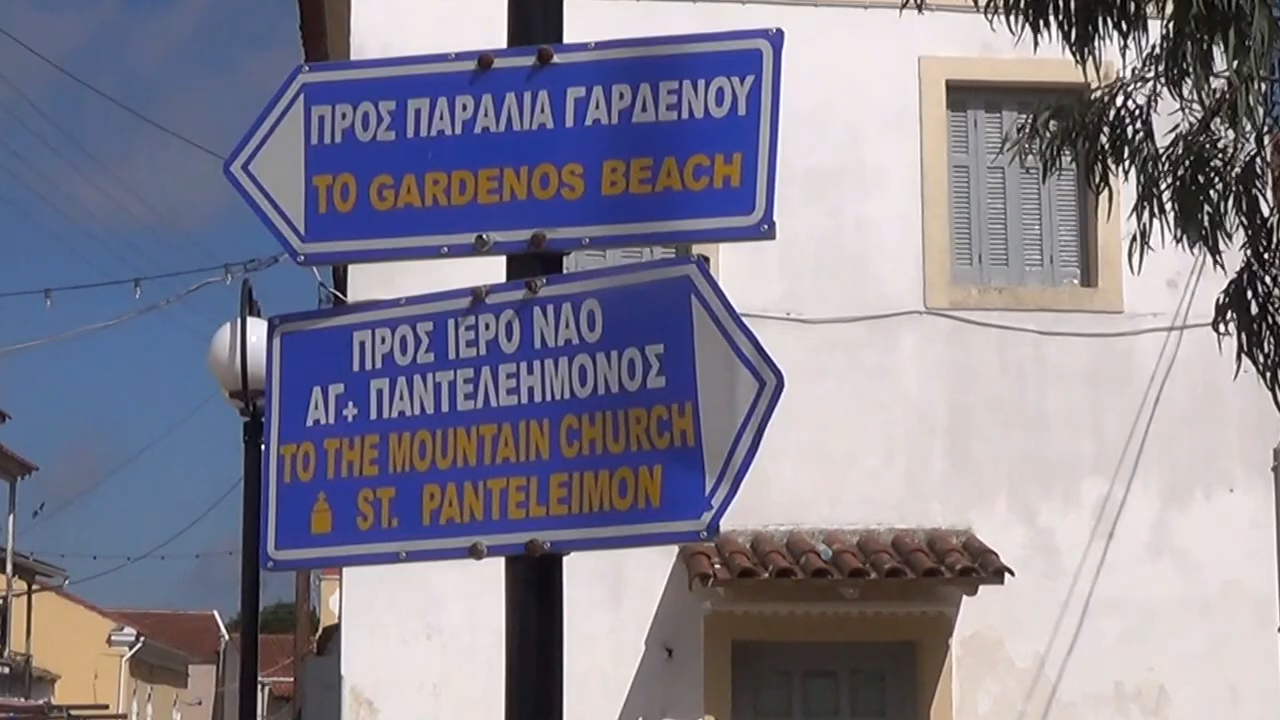 ΠΡΟΣ ΠΑΡΑΛΙΑ ΓΑΡΔΕΝΟΥ
TO GARDENOS BEACH
ΠΡΟΣ ΙΕΡΟ ΝΑΟ
ΑΓ+ ΠΑΝΤΕΛΕΗΜΟΝΟΣ
TO THE MOUNTAIN CHURCH
ST. PANTELEIMON